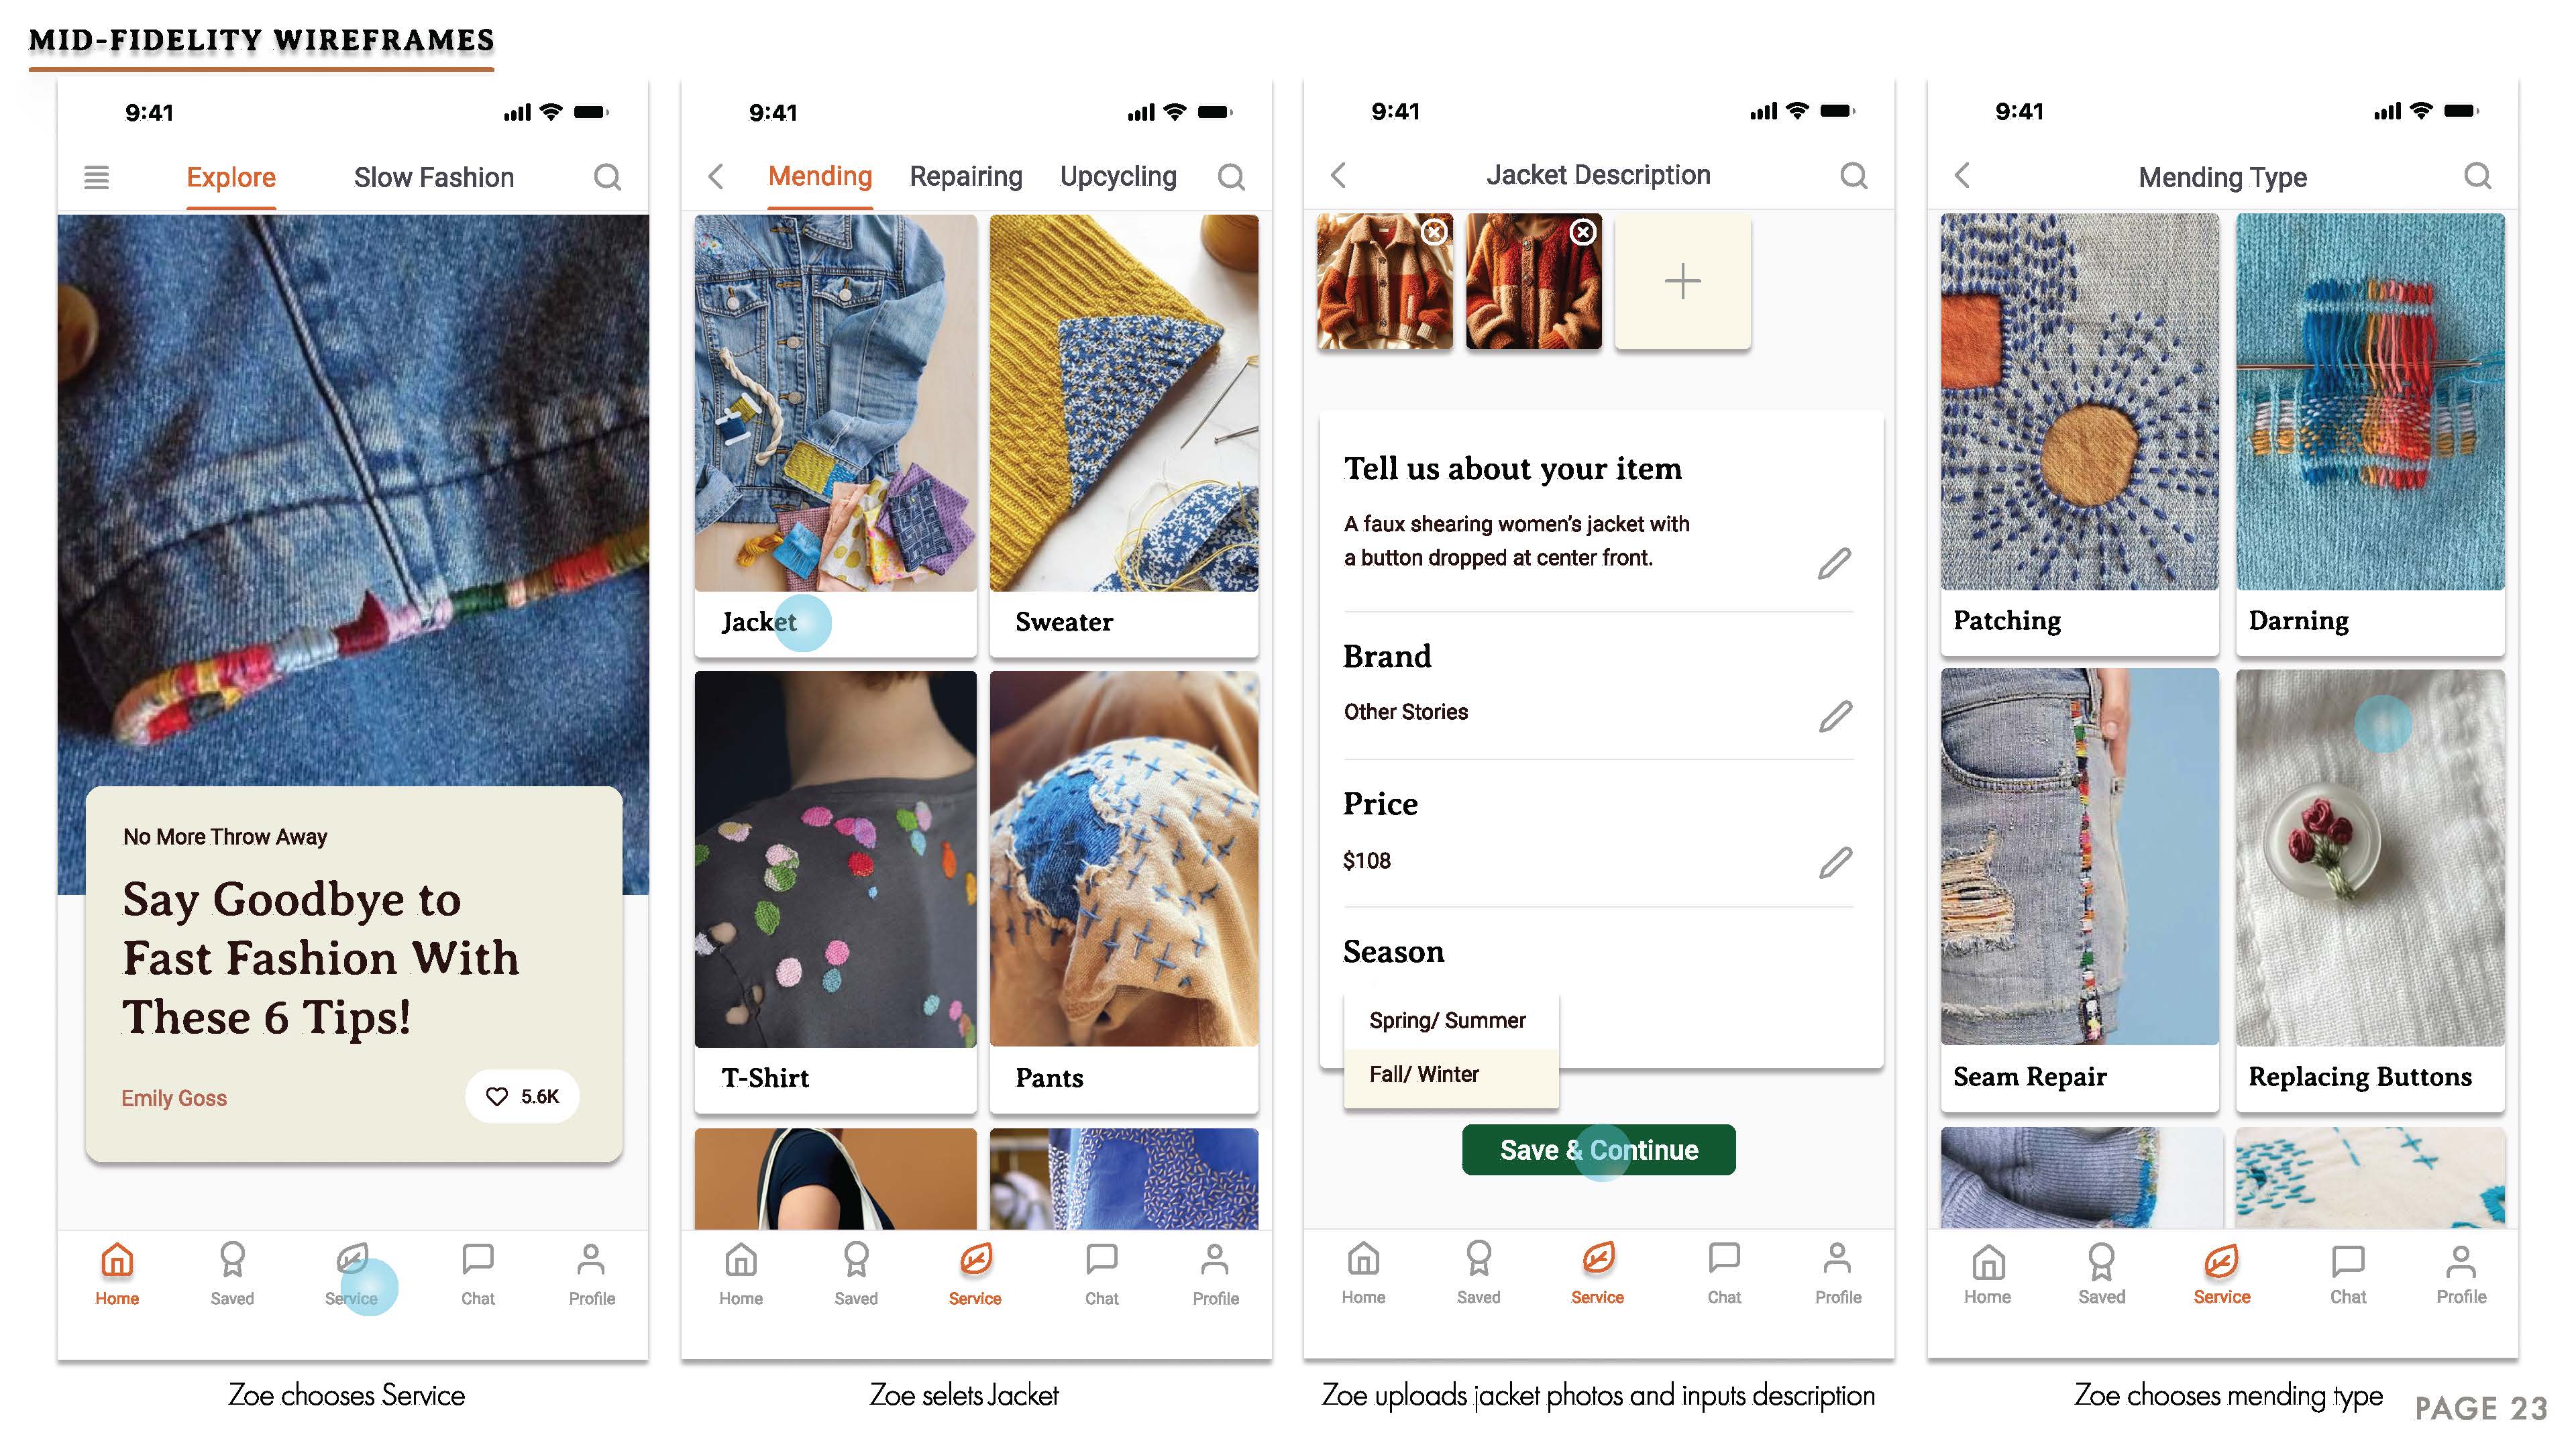 MID-FIDELITY WIREFRAMES
9:41
Explore
Slow Fashion
No More Throw Away
Say Goodbye to
Fast Fashion With
These 6 Tips!
Emily Goss
5.6K
Home
Saved
Service
Chat
Profile
Zoe chooses Service
9:41
Mending
Repairing
Upcycling
Jacket
Sweater
T-Shirt
Pants
Home
Saved
Service
Chat
Profile
Zoe selets Jacket
9:41
Jacket Description
Tell us about your item
A faux shearing women's jacket with
a button dropped at center front.
Brand
Other Stories
Price
$108
Season
Spring/ Summer
Fall/ Winter
Save & Continue
Home
Saved
Service
Chat
Profile
Zoe uploads jacket photos and inputs description
9:41
Mending Type
Patching
Darning
Seam Repair
Replacing Buttons
Home
Saved
Service
Chat
Profile
Zoe chooses mending type
PAGE 23